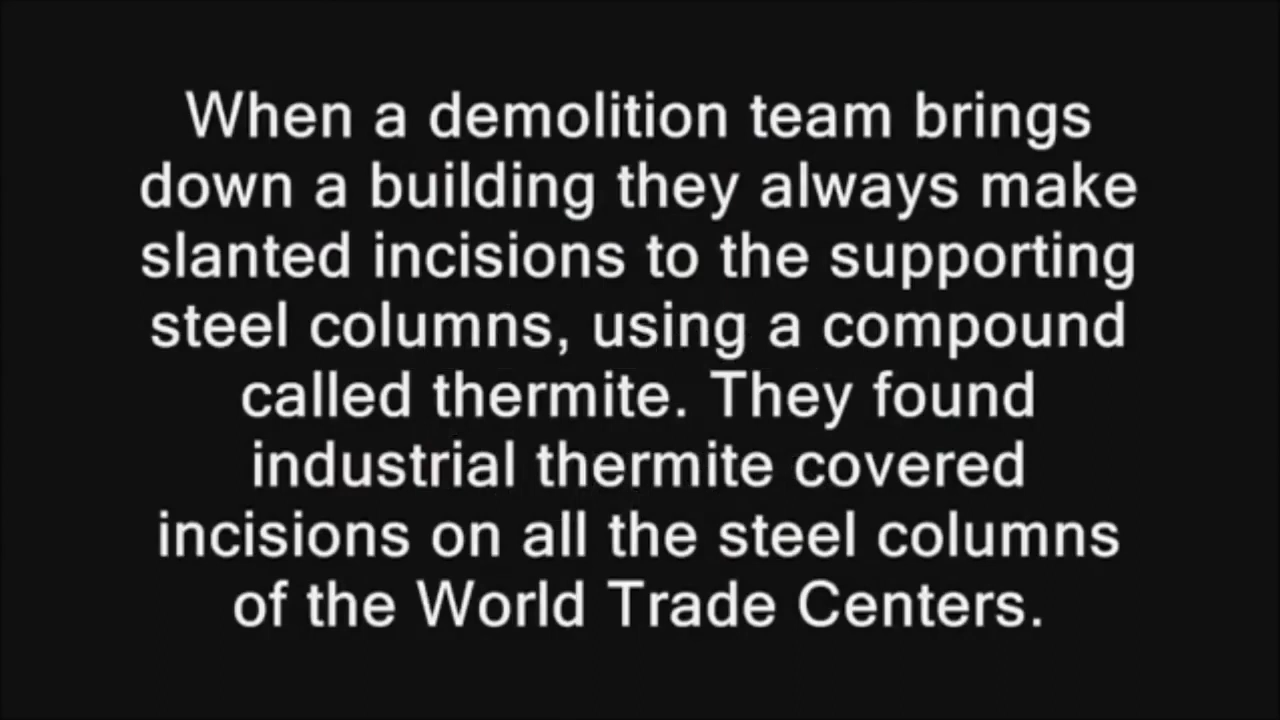 When a demolition team brings
down a building they always make
slanted incisions to the supporting
steel columns, using a compound
called thermite. They found
industrial thermite covered
incisions on all the steel columns
of the World Trade Centers.